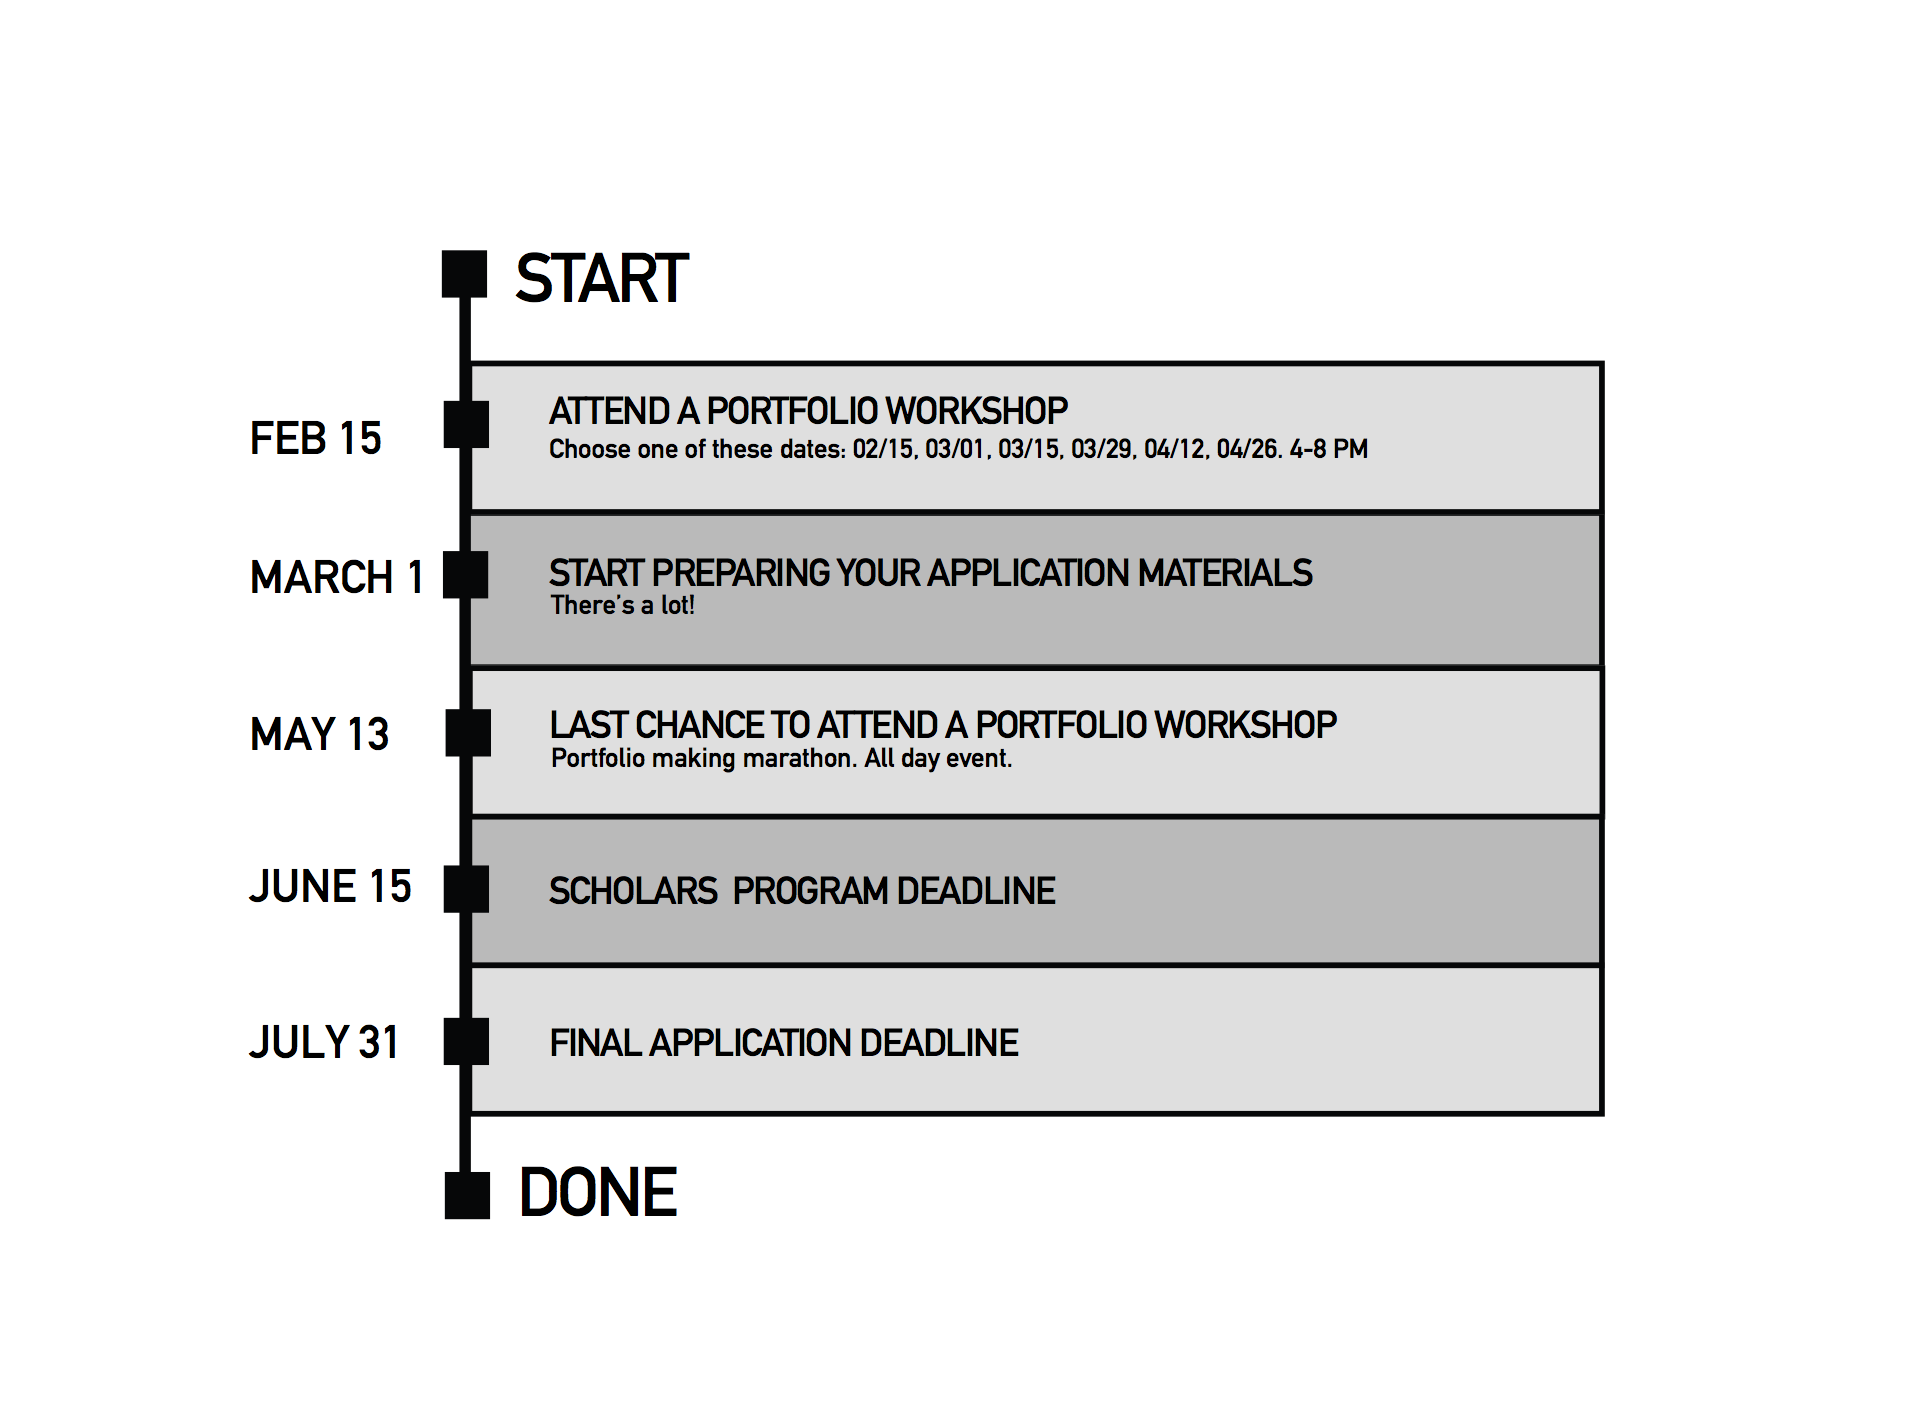 START
FEB 15
ATTEND A PORTFOLIO WORKSHOP
Choose one of these dates: 02/15, 03/01, 03/15, 03/29, 04/12, 04/26. 4-8 PM
MARCH 1
START PREPARING YOUR APPLICATION MATERIALS
There's a lot!
MAY 13
LAST CHANCE TO ATTEND A PORTFOLIO WORKSHOP
Portfolio making marathon. All day event.
JUNE 15
SCHOLARS PROGRAM DEADLINE
JULY 31
FINAL APPLICATION DEADLINE
DONE